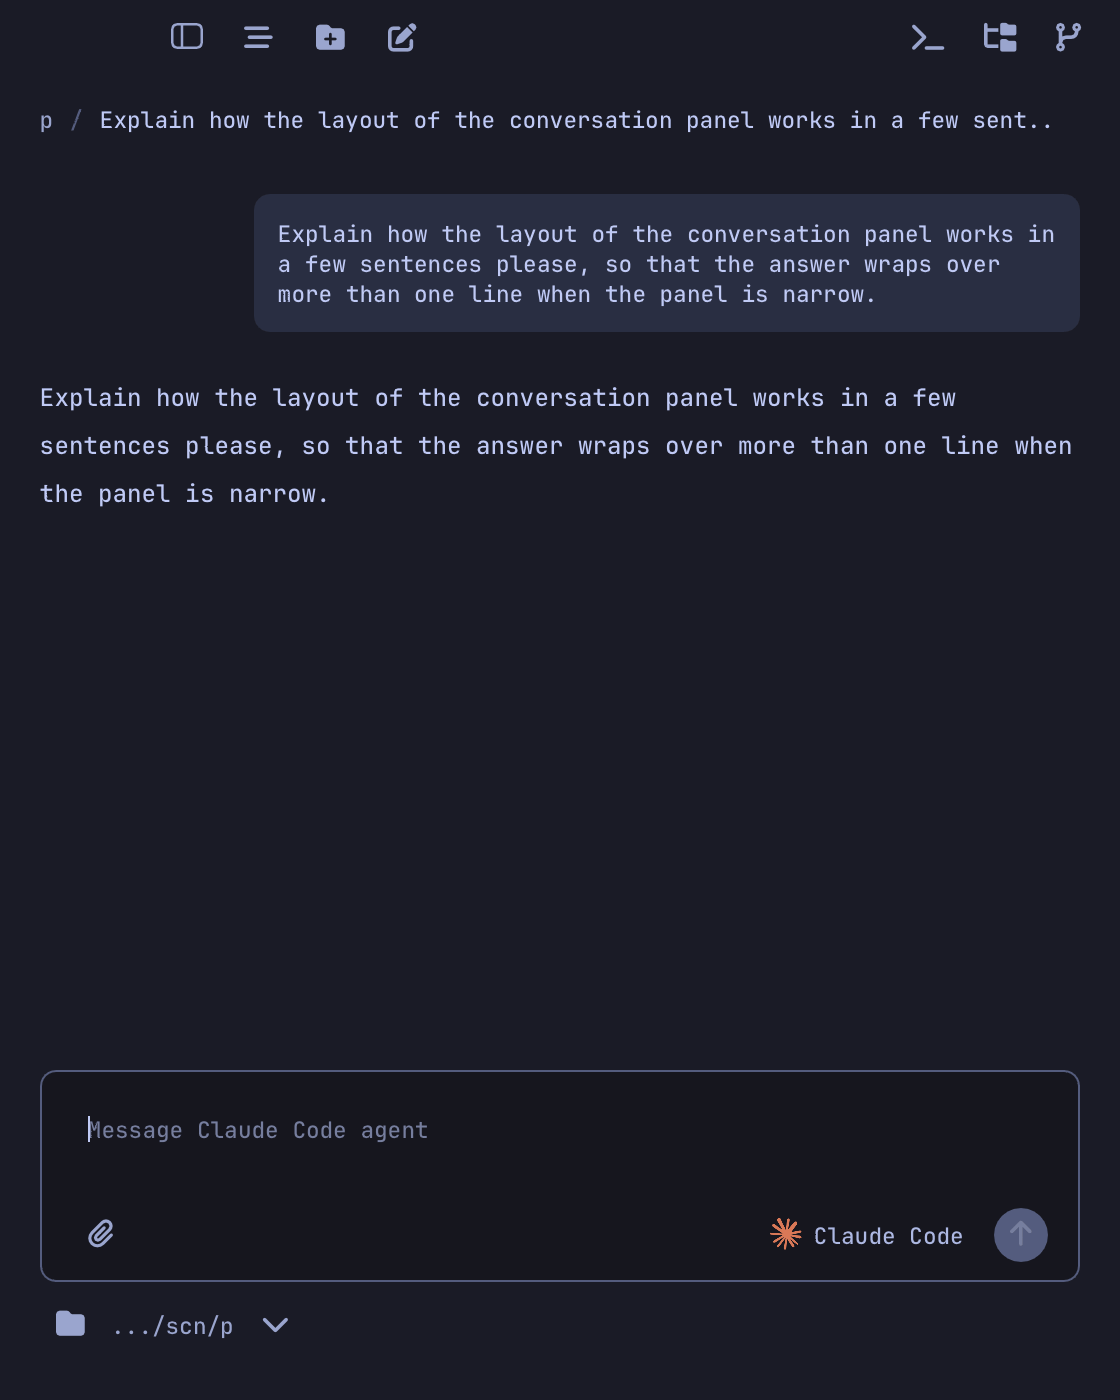 p / Explain how the layout of the conversation panel works in a few sent..
Explain how the layout of the conversation panel works in
a few sentences please, so that the answer wraps over
more than one line when the panel is narrow.
Explain how the layout of the conversation panel works in a few
sentences please, so that the answer wraps over more than one line when
the panel is narrow.
Message Claude Code agent
Claude Code
.../scn/p